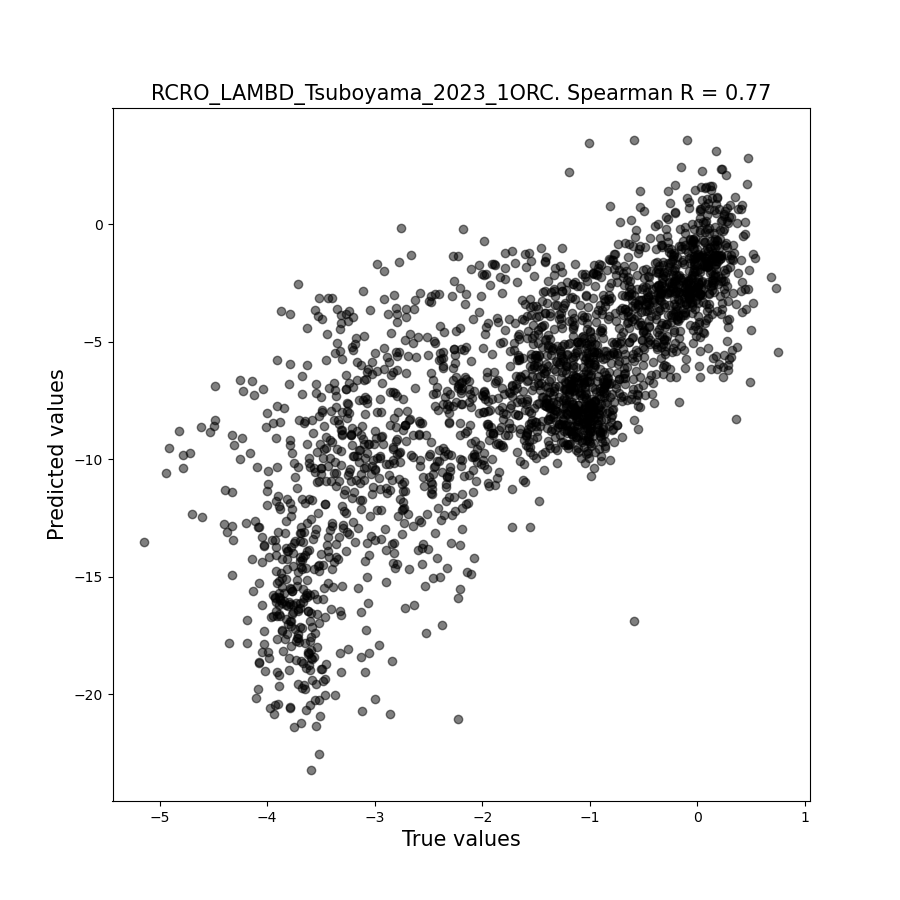 RCRO_LAMBD_Tsuboyama_2023_1ORC. Spearman R = 0.77
0
−5
−10
−15
−20
Predicted values
−5 −4 −3 −2 −1 0 1
True values